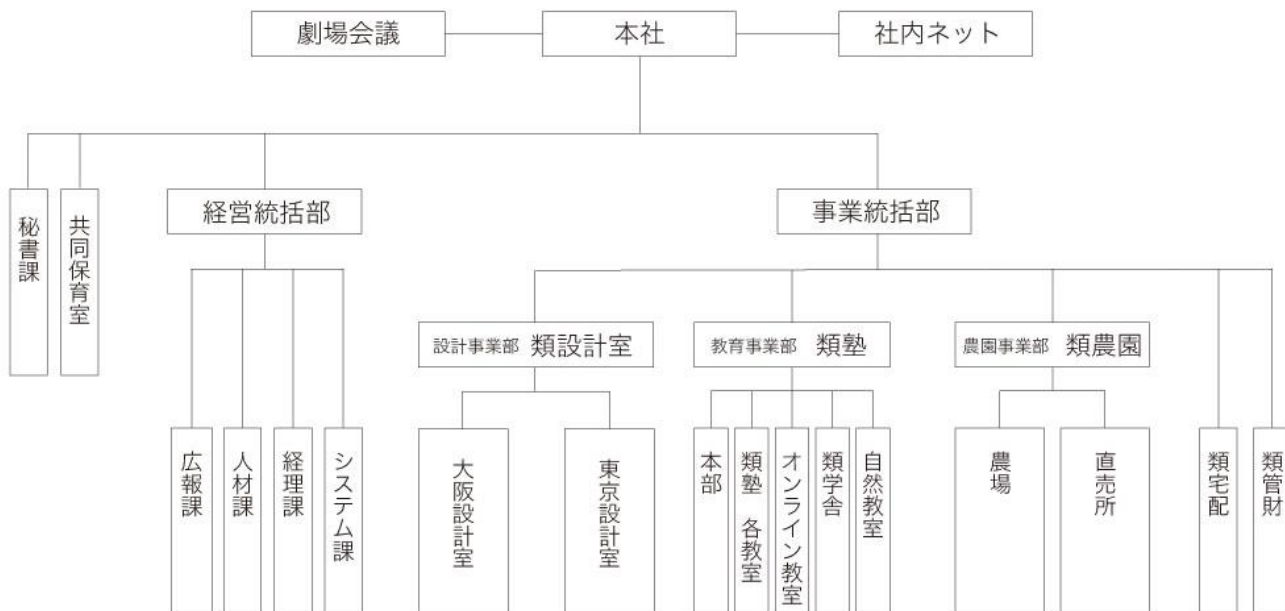 劇場会議
本社
社内ネット
秘書課
共同保育室
経営統括部
事業統括部
設計事業部 類設計室
教育事業部 類塾
農園事業部 類農園
広報課
人材課
経理課
システム課
大阪設計室
東京設計室
本部
類塾 各教室
オンライン教室
類学舎
自然教室
農場
直売所
類宅配
類管財